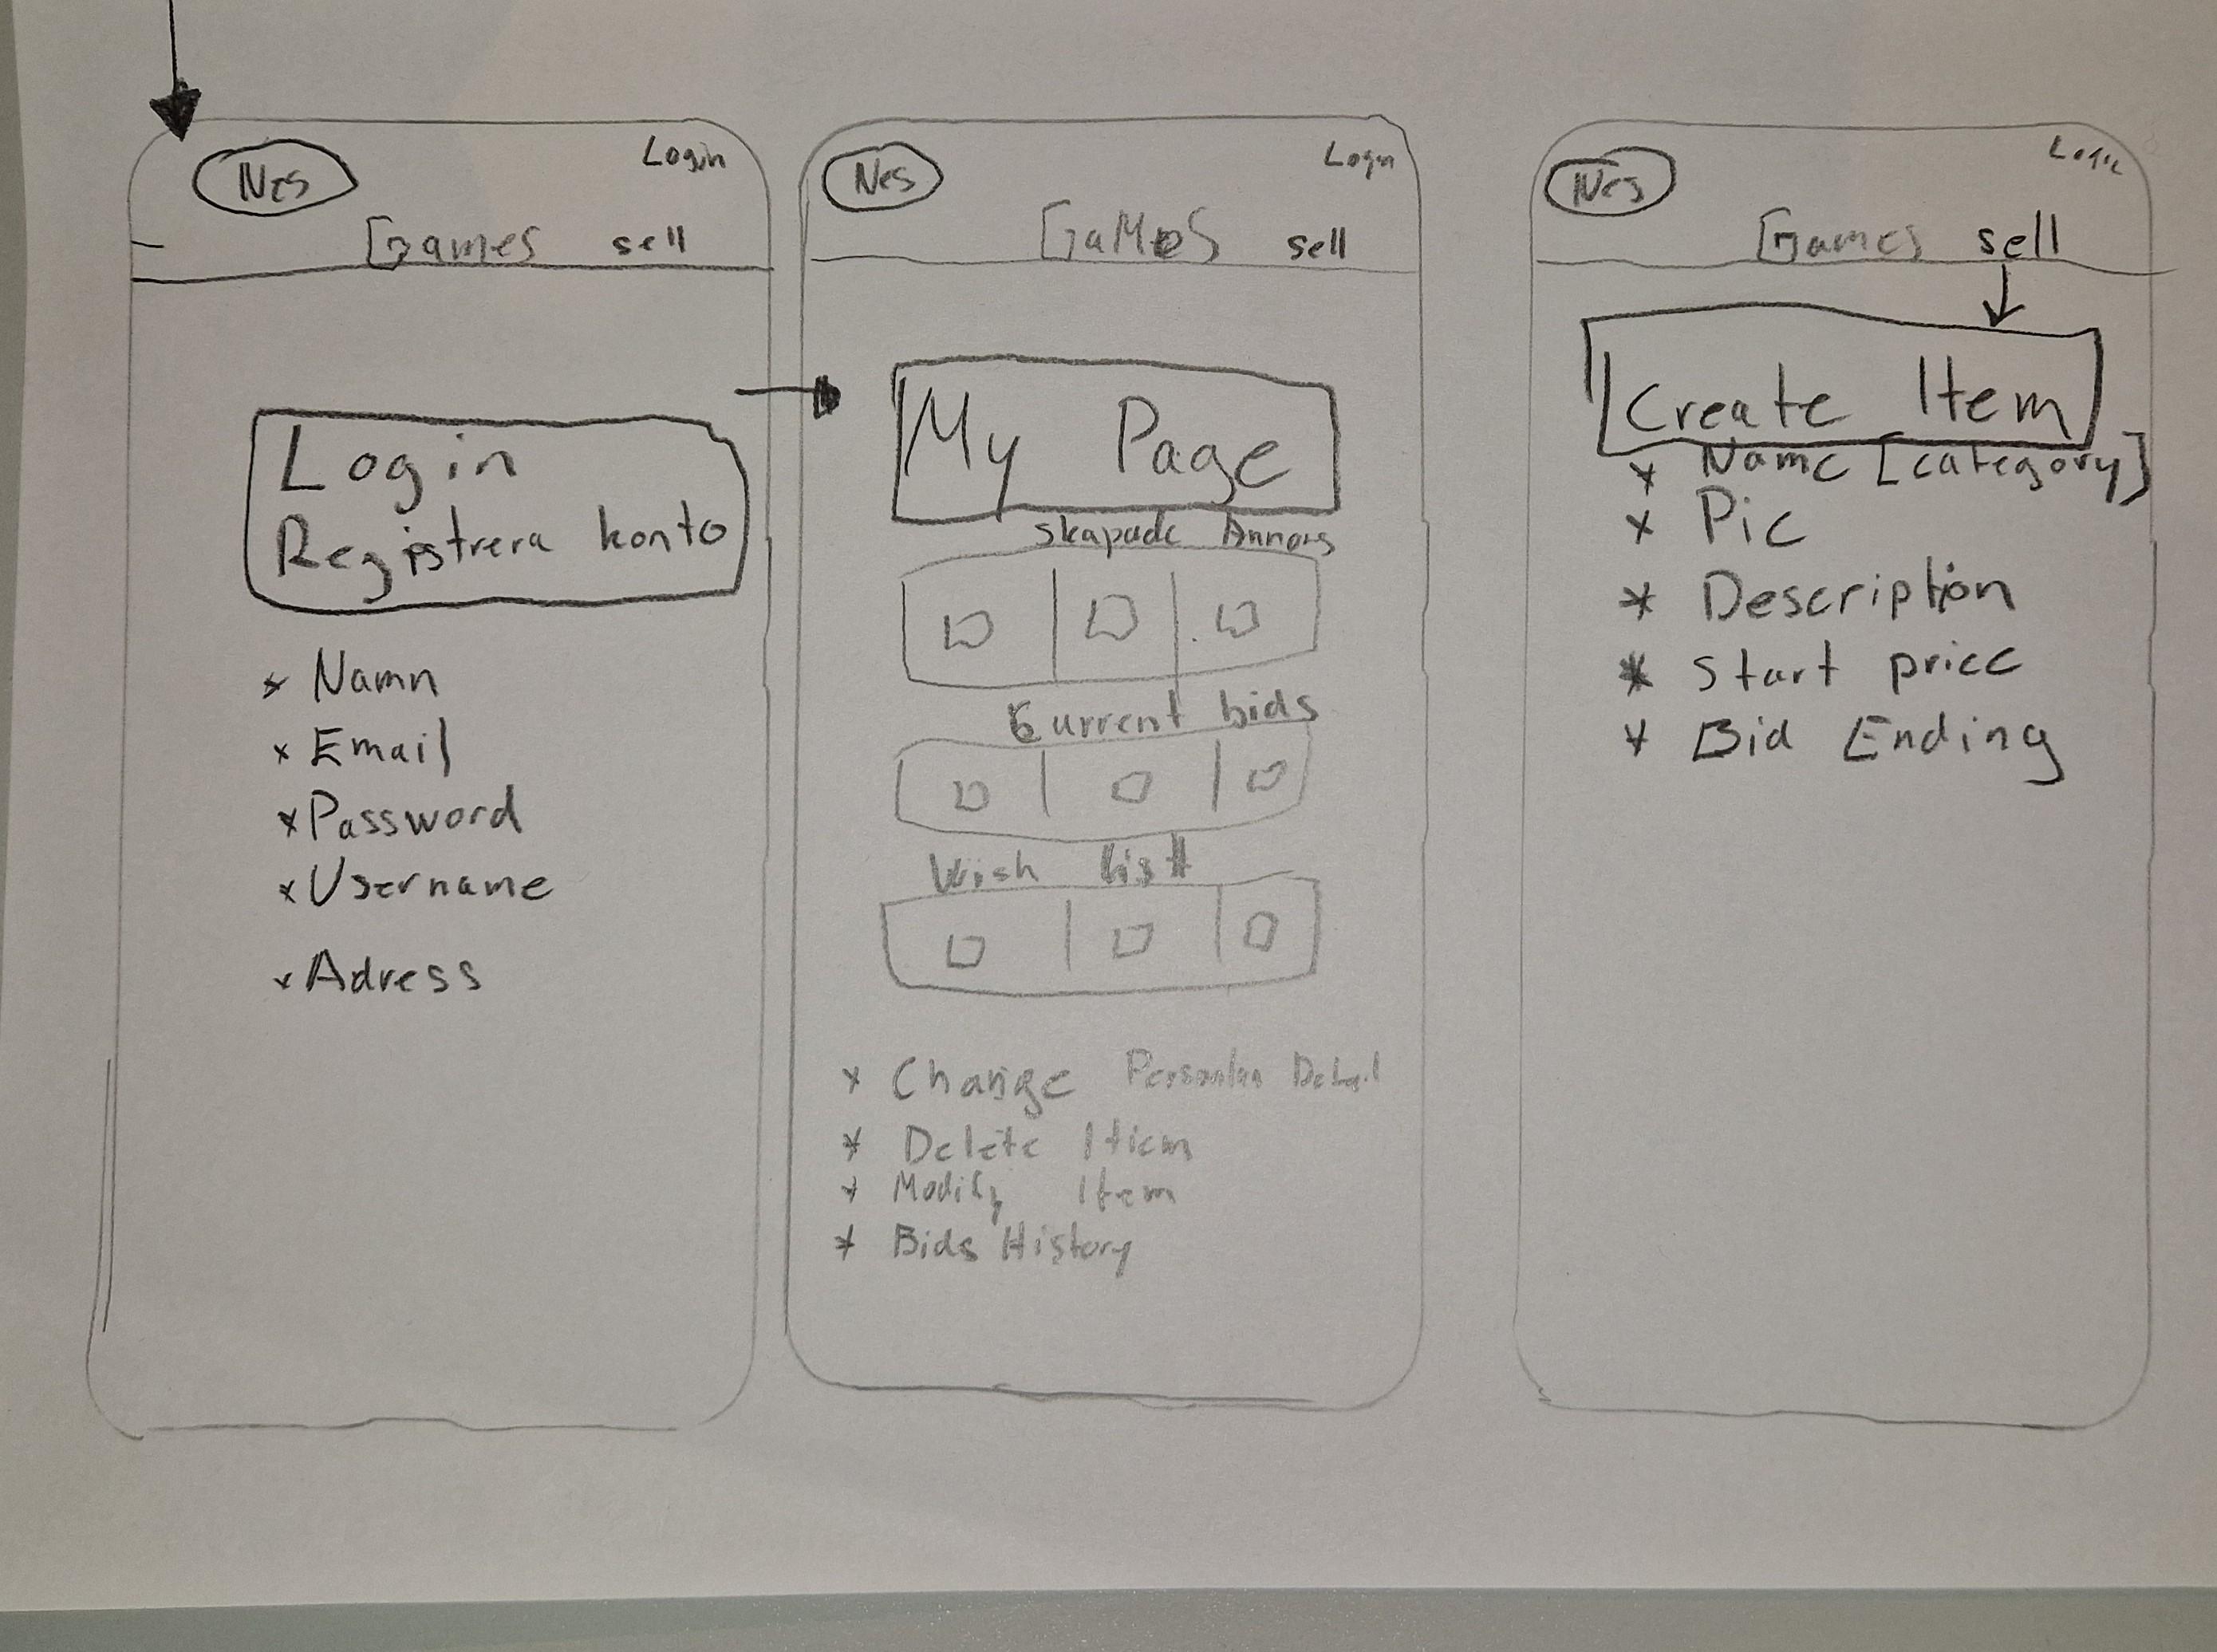 Nes
Login
Games sell
Login
Registrera konto
* Namn
* Email
* Password
* Username
* Adress
Nes
Login
GaMeS sell
My Page
skapade Annons
Current bids
Wish list
* Change Detail
* Delete Itiem
* Modify Item
* Bids History
Nes
Login
Games sell
Create Item
* Name [category]
* Pic
* Description
* Start price
* Bid Ending